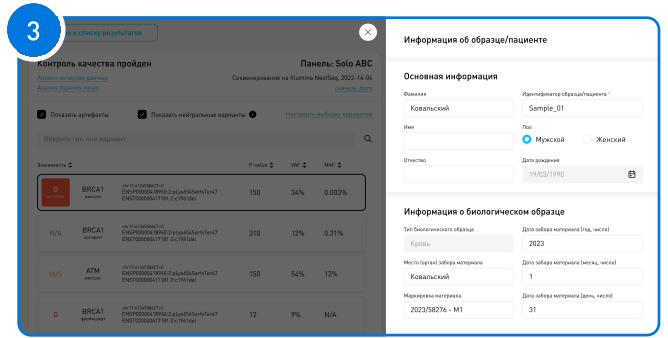 3
к списку результатов
Контроль качества пройден
Панель: Solo ABC
Анализ качества данных
Секвенирование на Illumina NextSeq, 2022-14-04
Анализ горячих точек
скачать отчет
Показать артефакты
Показать нейтральные варианты
Настроить выборку вариантов
Введите ген или вариант
Значимость
P-value
VAF
MAF
BRCA1
150
34%
0.003%
N/A
BRCA1
артефакт
310
12%
0.31%
VUS
ATM
миссенс
150
54%
12%
BRCA1
фреймшифт
12
9%
N/A
Информация об образце/пациенте
Основная информация
Фамилия
Идентификатор образца/пациента *
Ковальский
Sample_01
Имя
Пол
Мужской
Женский
Отчество
Дата рождения
19/03/1990
Информация о биологическом образце
Тип биологического образца
Дата забора материала (год, число)
Кровь
2023
Место (орган) забора материала
Дата забора материала (месяц, число)
Ковальский
1
Маркировка материала
Дата забора материала (день, число)
2023/58276 - M1
31